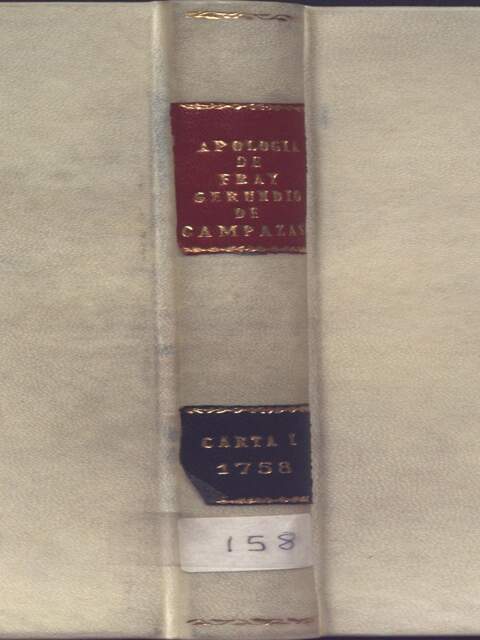 APOLOGIA
DE
FRAY
GERUNDIO
DE
CAMPAZAS
CARTA I
1758
158